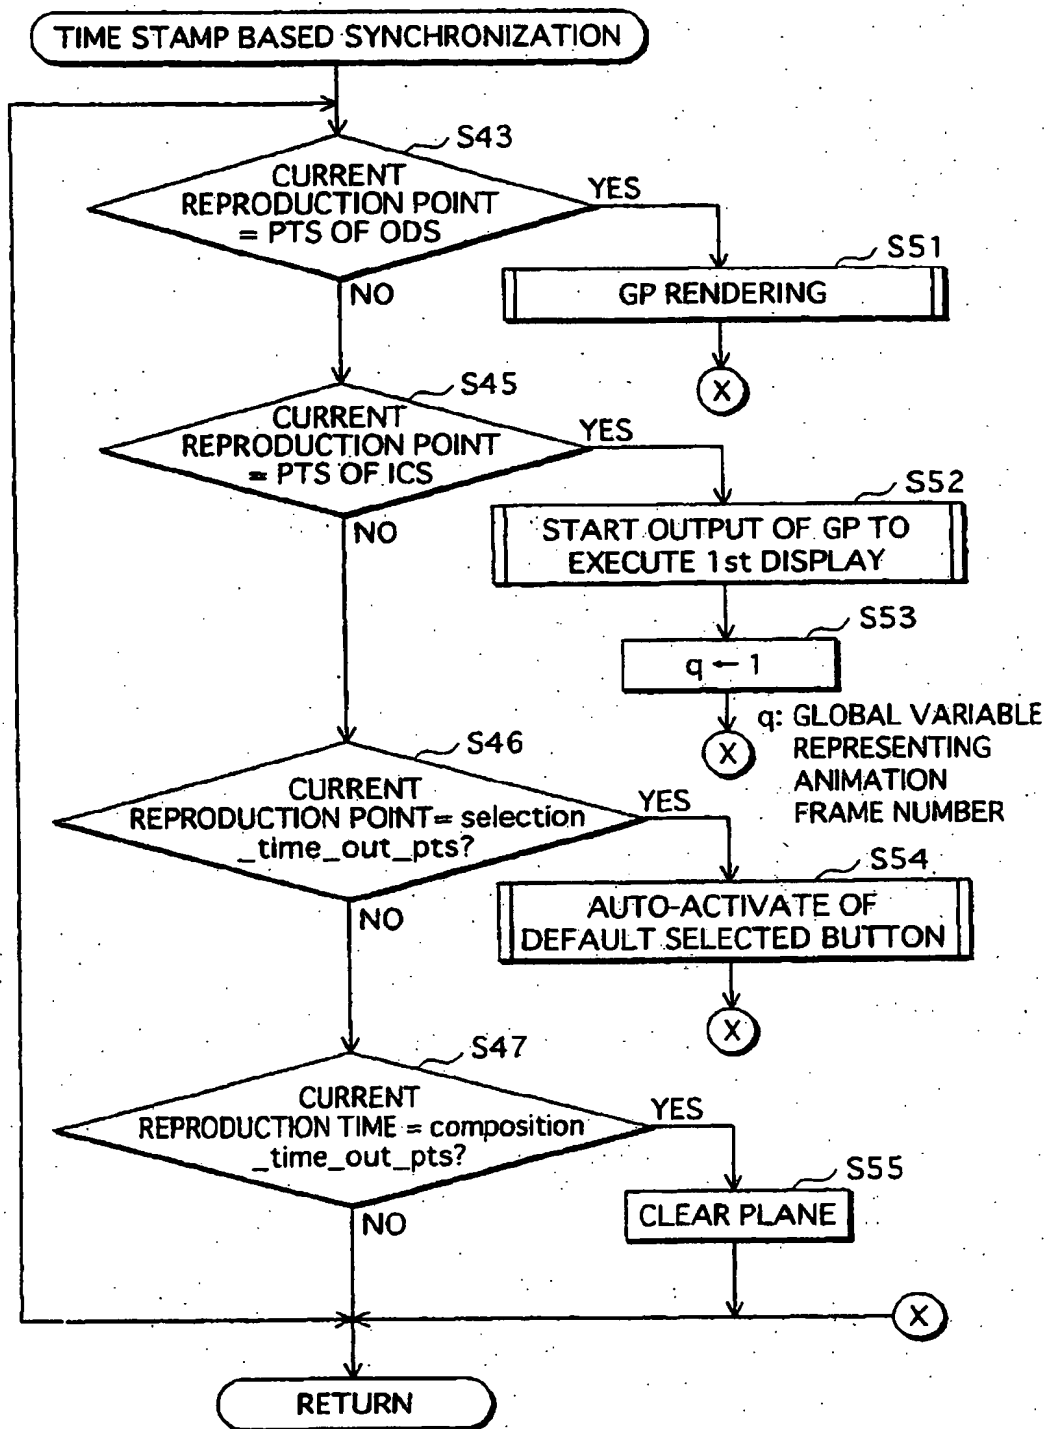 TIME STAMP BASED SYNCHRONIZATION
S43
CURRENT
REPRODUCTION POINT
= PTS OF ODS
YES
NO
S51
GP RENDERING
X
S45
CURRENT
REPRODUCTION POINT
= PTS OF ICS
YES
NO
S52
START OUTPUT OF GP TO
EXECUTE 1st DISPLAY
S53
q ← 1
X
q: GLOBAL VARIABLE
REPRESENTING
ANIMATION
FRAME NUMBER
S46
CURRENT
REPRODUCTION POINT= selection
_time_out_pts?
YES
NO
S54
AUTO-ACTIVATE OF
DEFAULT SELECTED BUTTON
X
S47
CURRENT
REPRODUCTION TIME = composition
_time_out_pts?
YES
NO
S55
CLEAR PLANE
X
RETURN